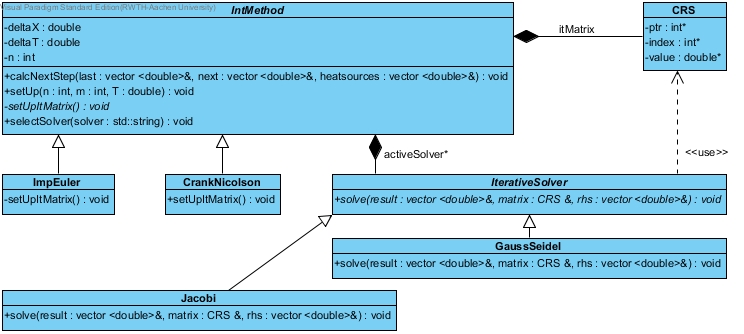 Visual Paradigm Standard Edition(RWTH-Aachen University)
IntMethod
-deltaX : double
-deltaT : double
-n : int
+calcNextStep(last : vector <double>&, next : vector <double>&, heatsources : vector <double>&) : void
+setUp(n : int, m : int, T : double) : void
-setUpItMatrix() : void
+selectSolver(solver : std::string) : void
itMatrix
CRS
-ptr : int*
-index : int*
-value : double*
activeSolver*
<<use>>
ImpEuler
-setUpItMatrix() : void
CrankNicolson
+setUpItMatrix() : void
IterativeSolver
+solve(result : vector <double>&, matrix : CRS &, rhs : vector <double>&) : void
GaussSeidel
+solve(result : vector <double>&, matrix : CRS &, rhs : vector <double>&) : void
Jacobi
+solve(result : vector <double>&, matrix : CRS &, rhs : vector <double>&) : void